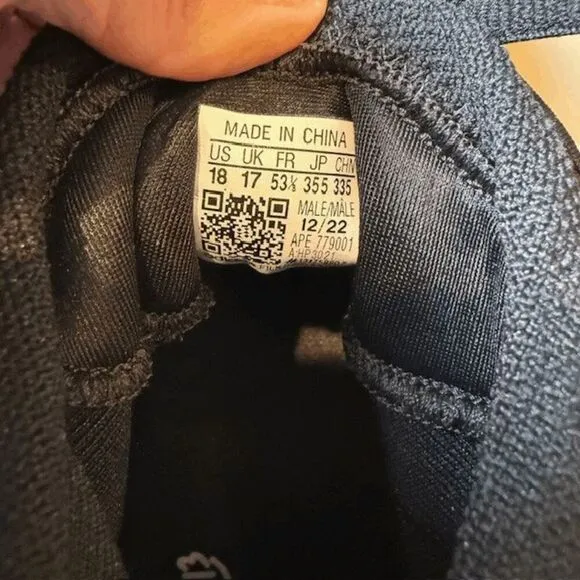 MADE IN CHINA
US UK FR JP CHN
18 17 53⅓ 355 335
MALE/MÂLE
12/22
APE 779001